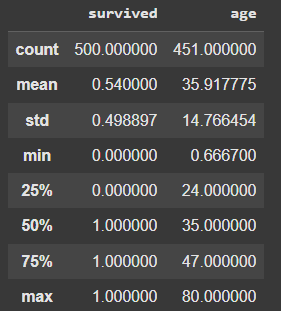 survived age
count 500.000000 451.000000
mean 0.540000 35.917775
std 0.498897 14.766454
min 0.000000 0.666700
25% 0.000000 24.000000
50% 1.000000 35.000000
75% 1.000000 47.000000
max 1.000000 80.000000